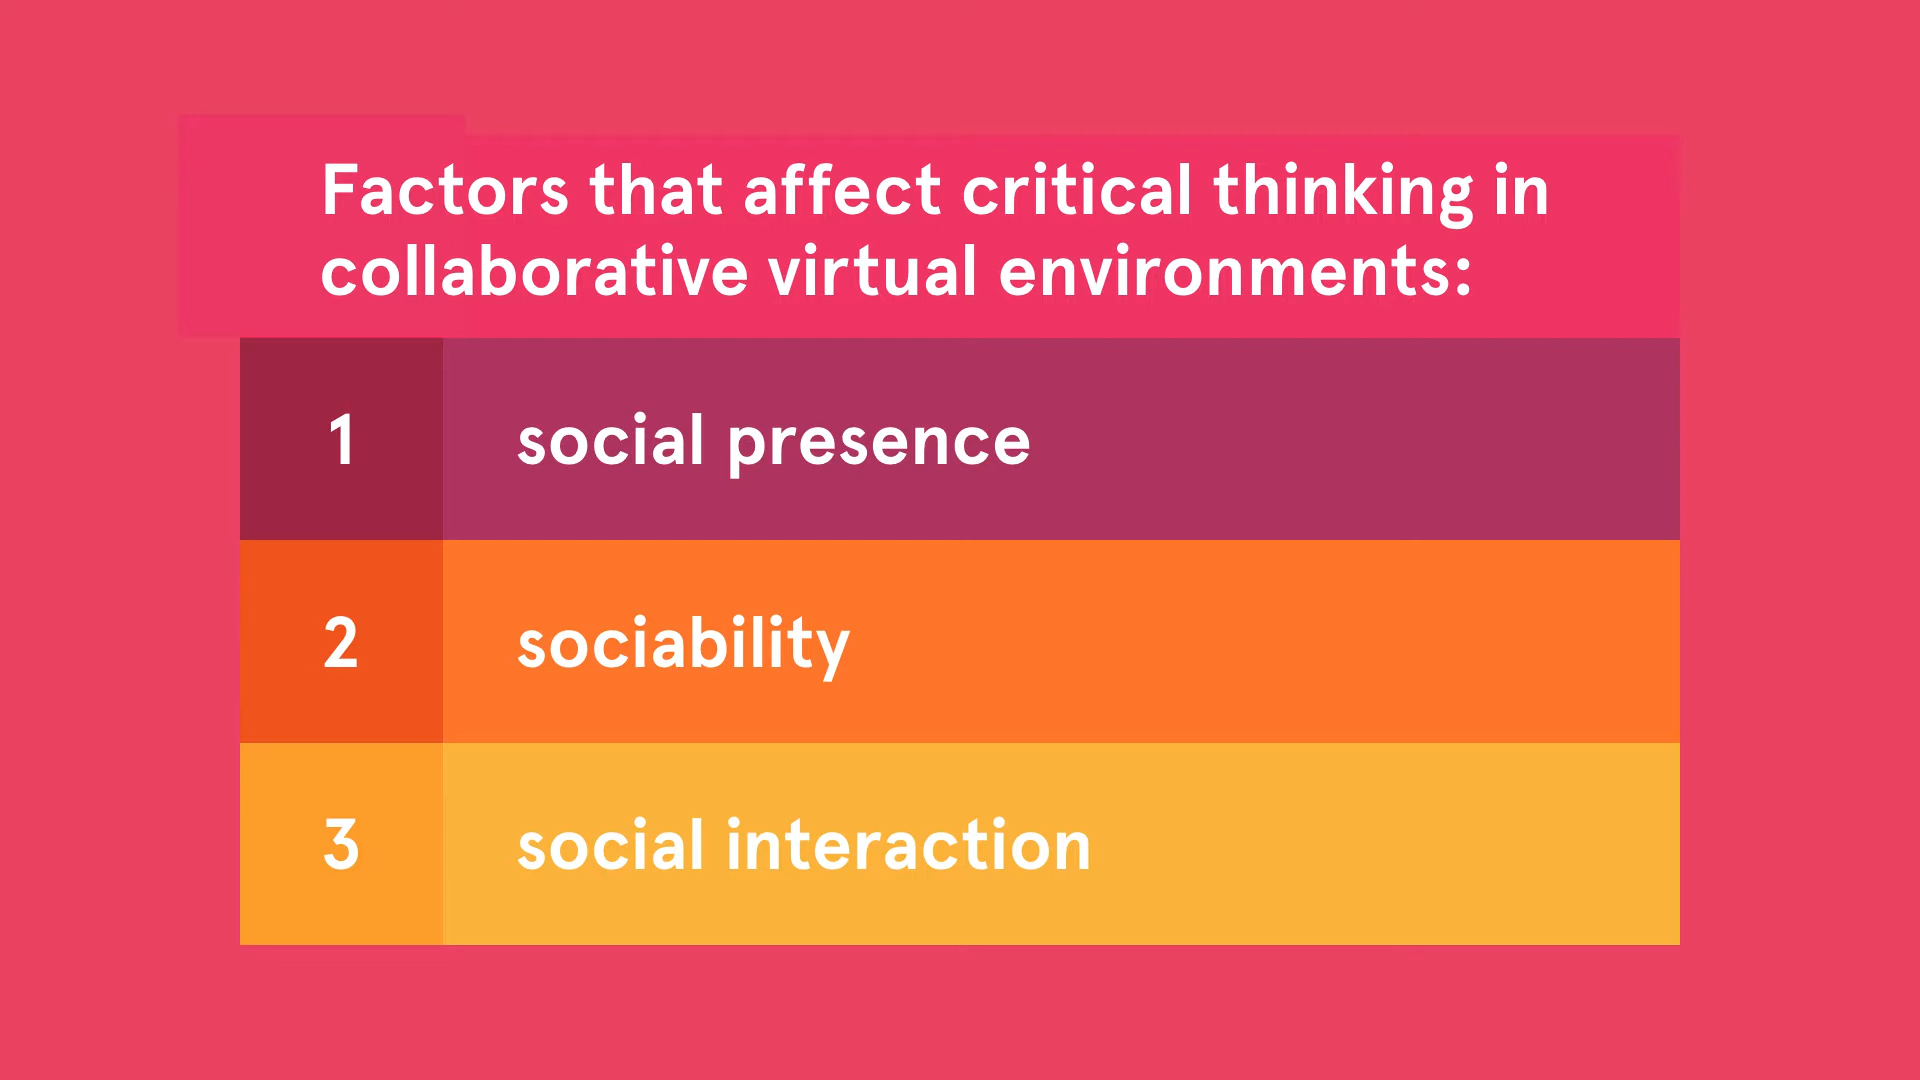 Factors that affect critical thinking in
collaborative virtual environments:
1 social presence
2 sociability
3 social interaction